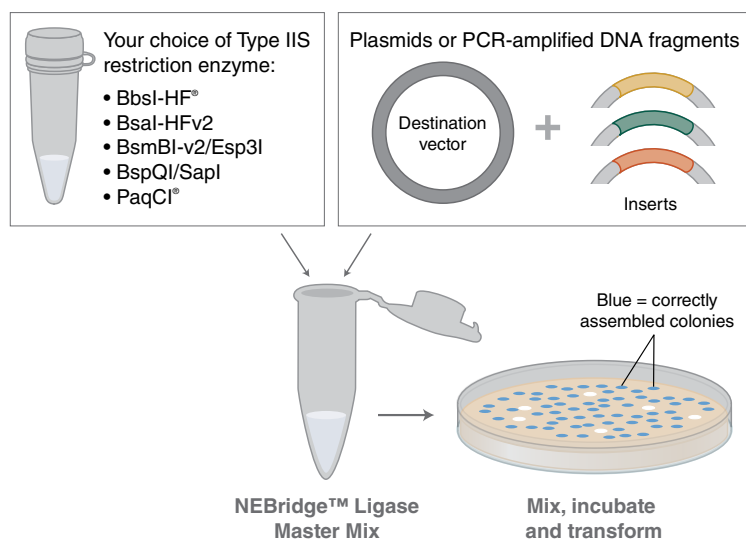 Your choice of Type IIS
restriction enzyme:
• BbsI-HF®
• BsaI-HFv2
• BsmBI-v2/Esp3I
• BspQI/SapI
• PaqCI®
Plasmids or PCR-amplified DNA fragments
Destination
vector
+
Inserts
Blue = correctly
assembled colonies
NEBridge™ Ligase
Master Mix
Mix, incubate
and transform